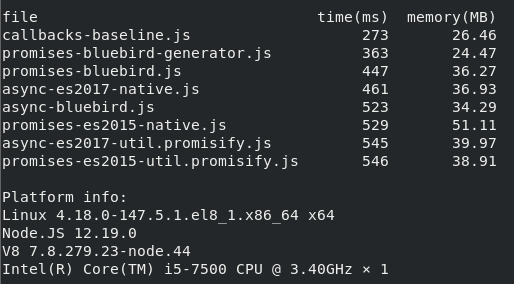 file time(ms) memory(MB)
callbacks-baseline.js 273 26.46
promises-bluebird-generator.js 363 24.47
promises-bluebird.js 447 36.27
async-es2017-native.js 461 36.93
async-bluebird.js 523 34.29
promises-es2015-native.js 529 51.11
async-es2017-util.promisify.js 545 39.97
promises-es2015-util.promisify.js 546 38.91
Platform info:
Linux 4.18.0-147.5.1.el8_1.x86_64 x64
Node.JS 12.19.0
V8 7.8.279.23-node.44
Intel(R) Core(TM) i5-7500 CPU @ 3.40GHz × 1